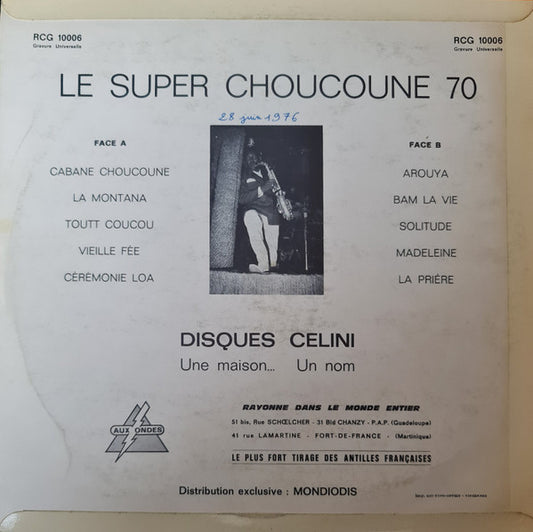 RCG 10006
Gravure Universelle
RCG 10006
Gravure Universelle
LE SUPER CHOUCOUNE 70
28 juin 1976
FACE A
CABANE CHOUCOUNE
LA MONTANA
TOUTT COUCOU
VIEILLE FÉE
CÉRÉMONIE LOA
FACE B
AROUYA
BAM LA VIE
SOLITUDE
MADELEINE
LA PRIÉRE
DISQUES CELINI
Une maison... Un nom
AUX ONDES
RAYONNE DANS LE MONDE ENTIER
51 bis, Rue SCHŒLCHER - 31 Bld CHANZY - P.A.P. (Guadeloupe)
41 rue LAMARTINE - FORT-DE-FRANCE - (Martinique)
LE PLUS FORT TIRAGE DES ANTILLES FRANÇAISES
Distribution exclusive : MONDIODIS